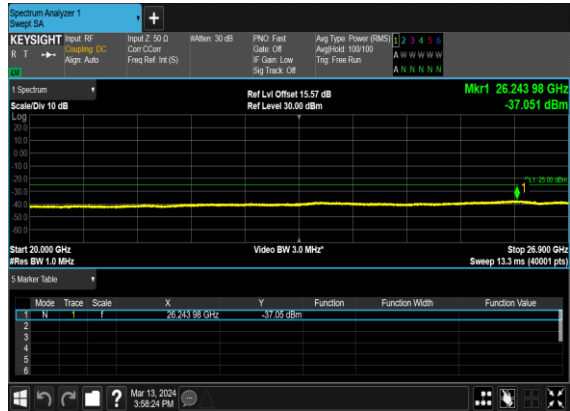 Spectrum Analyzer 1
Swept SA
+
KEYSIGHT Input: RF Input Z: 50 Ω #Atten: 30 dB PNO: Fast Avg Type: Power (RMS) 1 2 3 4 5 6
R T Coupling: DC Corr CCorr Gate: Off Avg|Hold: 100/100 A W W W W W
Align: Auto Freq Ref: Int (S) IF Gain: Low Trig: Free Run
Sig Track: Off A N N N N N
1 Spectrum Ref Lvl Offset 15.57 dB Mkr1 26.243 98 GHz
Scale/Div 10 dB Ref Level 30.00 dBm -37.051 dBm
Log
20.0
10.0
0.00
-10.0
-20.0
DL1 -25.00 dBm
1
-30.0
-40.0
-50.0
-60.0
Start 20.000 GHz Video BW 3.0 MHz* Stop 26.900 GHz
#Res BW 1.0 MHz Sweep 13.3 ms (40001 pts)
5 Marker Table
Mode Trace Scale X Y Function Function Width Function Value
1 N 1 f 26.243 98 GHz -37.05 dBm
2
3
4
5
6
? Mar 13, 2024
3:58:24 PM